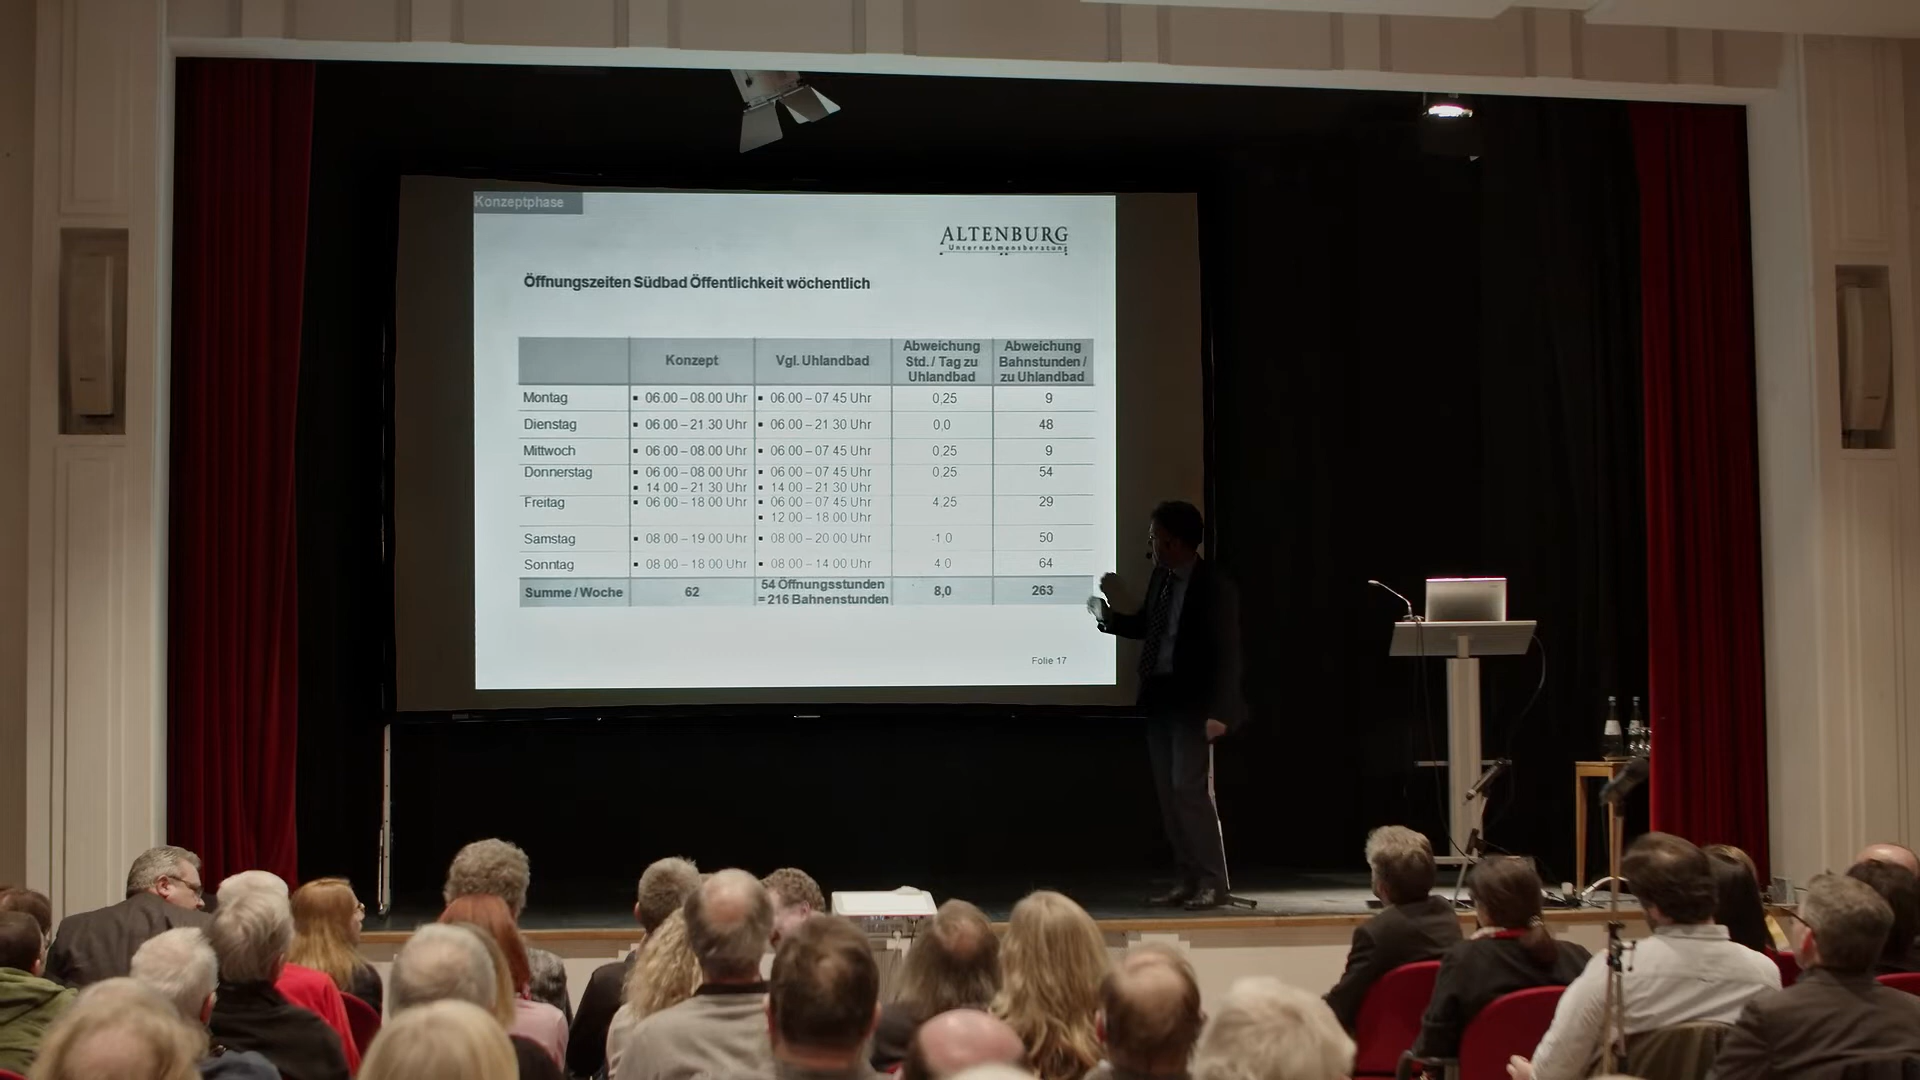 Konzeptphase
ALTENBURG
Unternehmensberatung
Öffnungszeiten Südbad Öffentlichkeit wöchentlich
Konzept
Vgl. Uhlandbad
Abweichung
Std. / Tag zu
Uhlandbad
Abweichung
Bahnstunden /
zu Uhlandbad
Montag ▪ 06.00 – 08.00 Uhr ▪ 06.00 – 07.45 Uhr 0,25 9
Dienstag ▪ 06.00 – 21.30 Uhr ▪ 06.00 – 21.30 Uhr 0,0 48
Mittwoch ▪ 06.00 – 08.00 Uhr ▪ 06.00 – 07.45 Uhr 0,25 9
Donnerstag ▪ 06.00 – 08.00 Uhr ▪ 06.00 – 07.45 Uhr 0,25 54
▪ 14.00 – 21.30 Uhr ▪ 14.00 – 21.30 Uhr
Freitag ▪ 06.00 – 18.00 Uhr ▪ 06.00 – 07.45 Uhr 4,25 29
▪ 12.00 – 18.00 Uhr
Samstag ▪ 08.00 – 19.00 Uhr ▪ 08.00 – 20.00 Uhr -1,0 50
Sonntag ▪ 08.00 – 18.00 Uhr ▪ 08.00 – 14.00 Uhr 4,0 64
Summe / Woche 62 54 Öffnungsstunden 8,0 263
= 216 Bahnenstunden
Folie 17